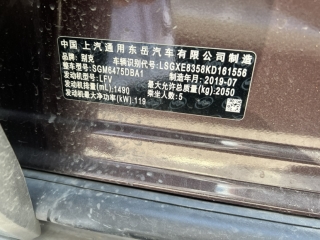 中国 上汽通用东岳汽车有限公司制造
品牌: 别克 车辆识别代号: LSGXE8358KD161556
整车型号: SGM6475DBA1 制造年月: 2019-07
发动机型号: LFV 最大允许总质量(kg): 2050
发动机排量(mL): 1490 乘坐人数: 5
发动机最大净功率(kW): 119